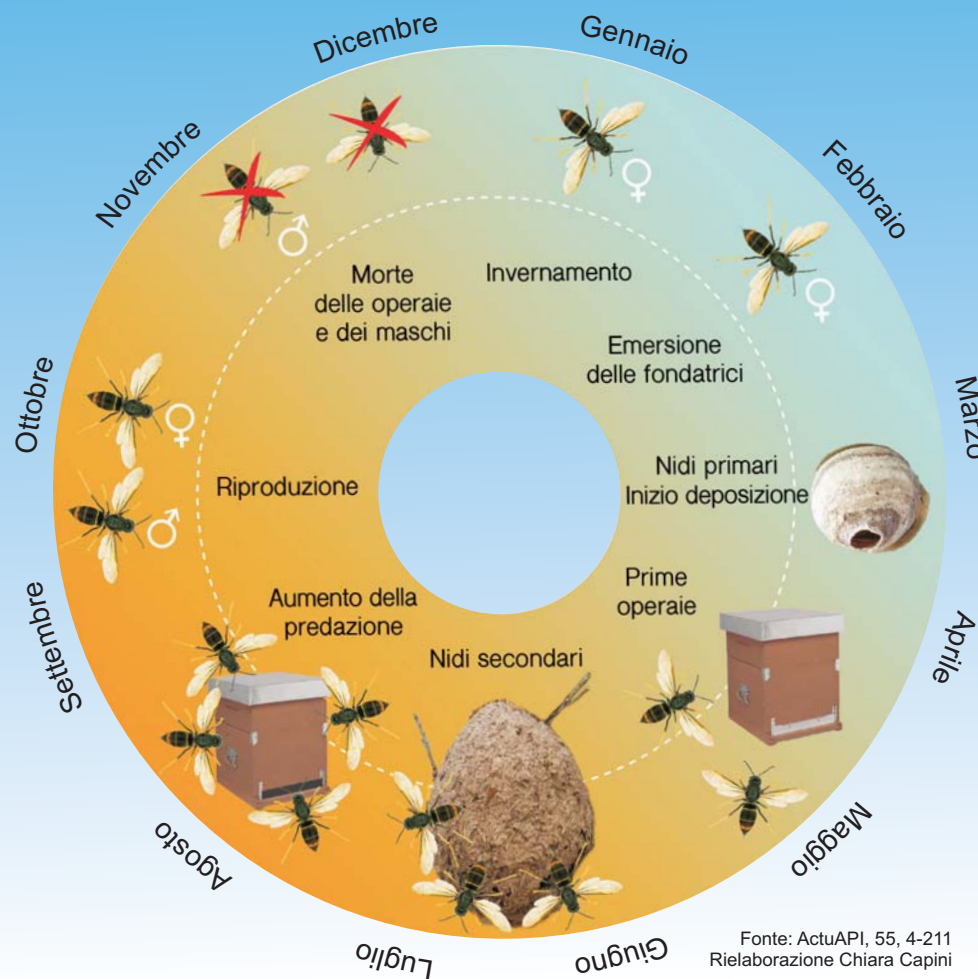 Dicembre
Gennaio
Novembre
Febbraio
Morte
delle operaie
e dei maschi
Invernamento
Emersione
delle fondatrici
Ottobre
Marzo
Riproduzione
Nidi primari
Inizio deposizione
Prime
operaie
Aumento della
predazione
Settembre
Aprile
Nidi secondari
Agosto
Maggio
Luglio
Giugno
Fonte: ActuAPI, 55, 4-211
Rielaborazione Chiara Capini